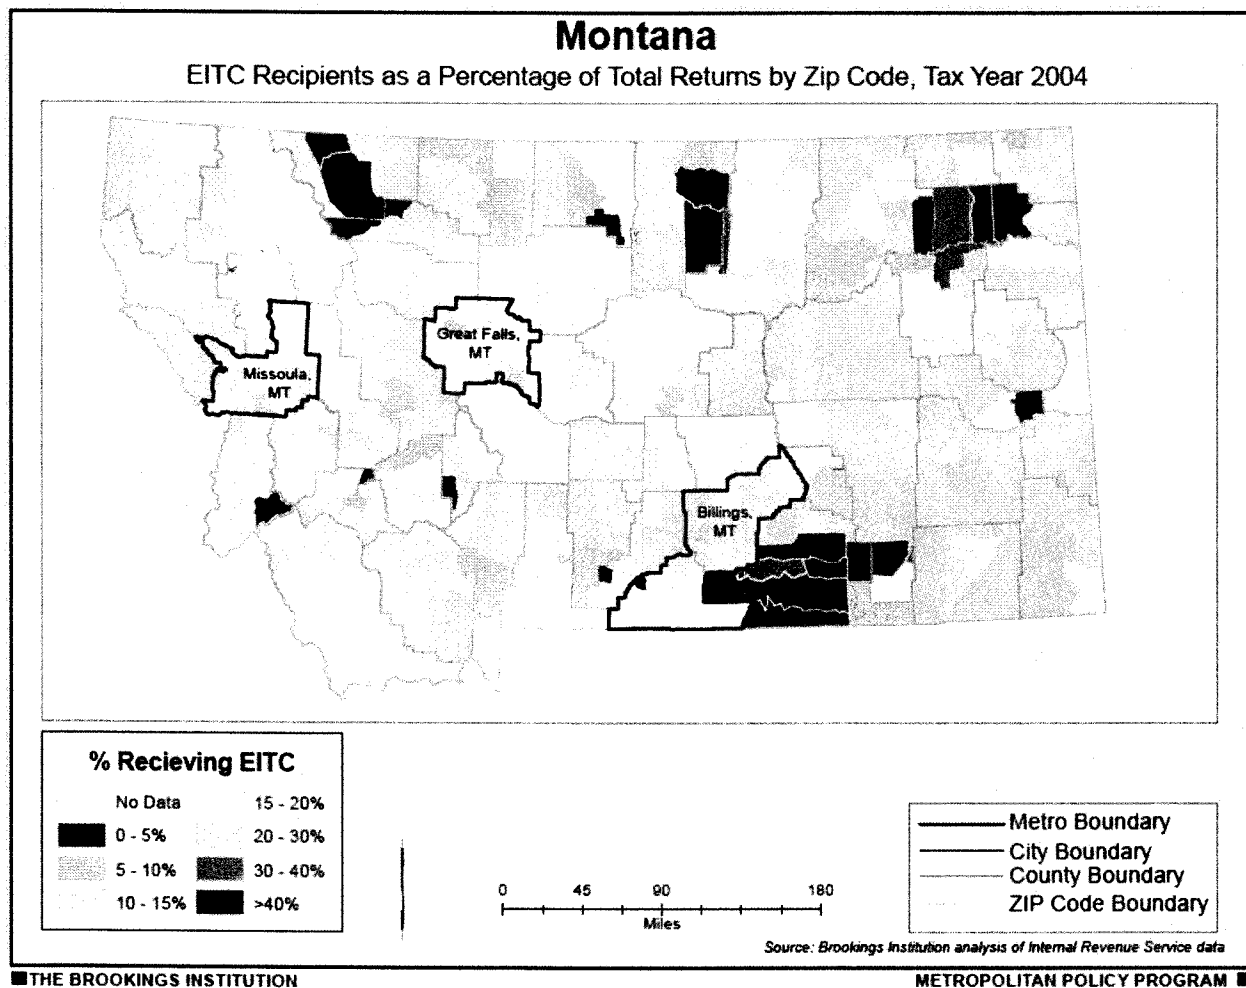 Montana
EITC Recipients as a Percentage of Total Returns by Zip Code, Tax Year 2004
Great Falls,
MT
Missoula,
MT
Billings,
MT
% Recieving EITC
No Data
15 - 20%
0 - 5%
20 - 30%
5 - 10%
30 - 40%
10 - 15%
>40%
0 45 90 180
Miles
Metro Boundary
City Boundary
County Boundary
ZIP Code Boundary
Source: Brookings Institution analysis of Internal Revenue Service data
THE BROOKINGS INSTITUTION
METROPOLITAN POLICY PROGRAM